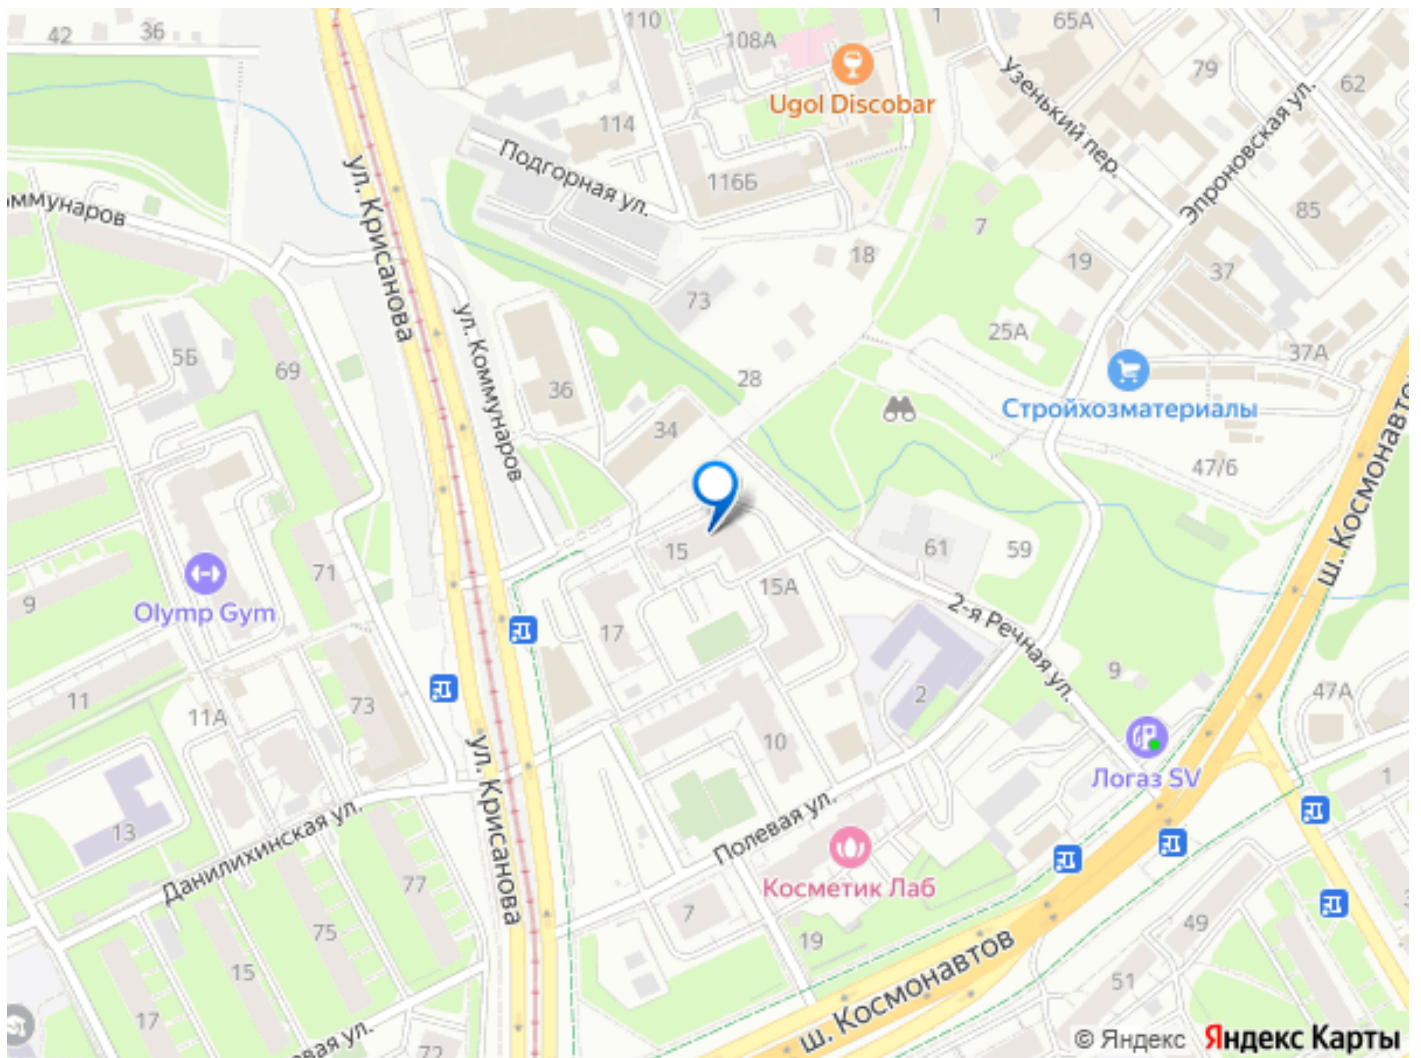 42
36
110
108А
1
65А
79
62
Узенький пер.
Эпроновская ул.
Ugol Discobar
114
Подгорная ул.
116Б
ул. Крисанова
7
85
18
19
37
73
ул. Коммунаров
5Б
69
25А
37А
28
36
Стройхозматериалы
34
47/6
ш. Космонавтов
15
61
59
71
9
Olymp Gym
15А
2-я Речная ул.
17
11
11А
73
2
9
47А
10
Логаз SV
1
ул. Крисанова
13
Данилихинская ул.
Полевая ул.
Косметик Лаб
77
7
75
19
49
15
51
17
72
ш. Космонавтов
© Яндекс Яндекс Карты